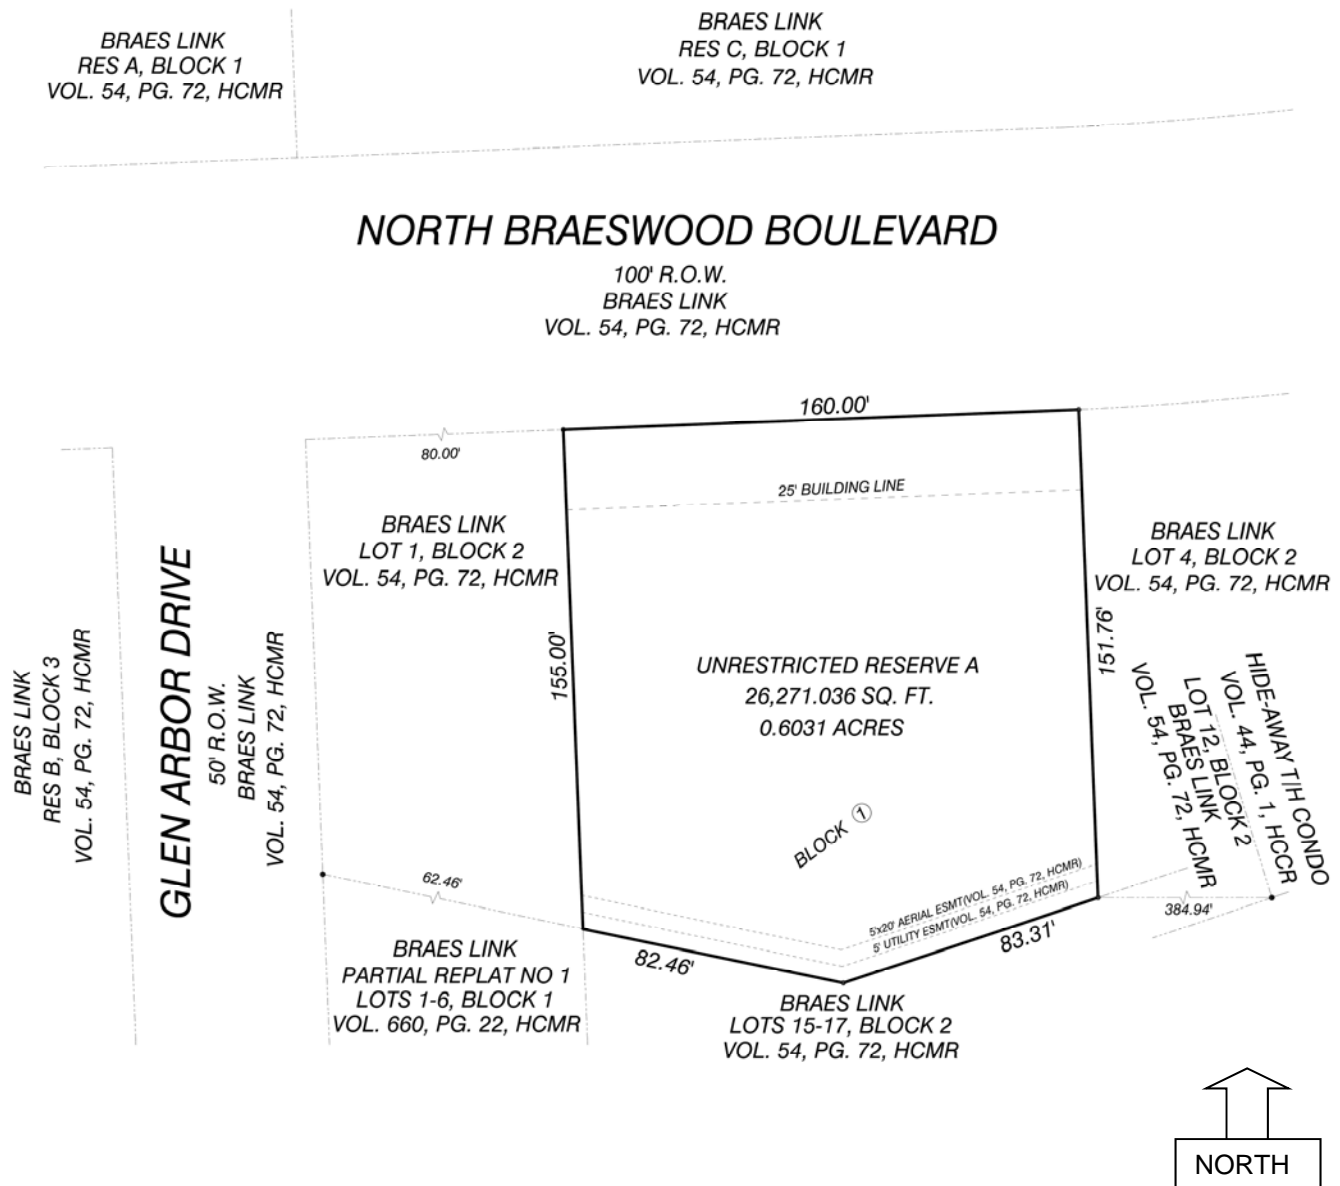 BRAES LINK
RES A, BLOCK 1
VOL. 54, PG. 72, HCMR
BRAES LINK
RES C, BLOCK 1
VOL. 54, PG. 72, HCMR
NORTH BRAESWOOD BOULEVARD
100' R.O.W.
BRAES LINK
VOL. 54, PG. 72, HCMR
160.00'
80.00'
25' BUILDING LINE
BRAES LINK
LOT 1, BLOCK 2
VOL. 54, PG. 72, HCMR
BRAES LINK
LOT 4, BLOCK 2
VOL. 54, PG. 72, HCMR
BRAES LINK
RES B, BLOCK 3
VOL. 54, PG. 72, HCMR
GLEN ARBOR DRIVE
50' R.O.W.
BRAES LINK
VOL. 54, PG. 72, HCMR
155.00'
UNRESTRICTED RESERVE A
26,271.036 SQ. FT.
0.6031 ACRES
151.76'
HIDE-AWAY T/H CONDO
VOL. 44, PG. 1, HCCR
LOT 12, BLOCK 2
BRAES LINK
VOL. 54, PG. 72, HCMR
BLOCK 1
62.46'
5'x20' AERIAL ESMT(VOL. 54, PG. 72, HCMR)
5' UTILITY ESMT(VOL. 54, PG. 72, HCMR)
384.94'
82.46'
83.31'
BRAES LINK
PARTIAL REPLAT NO 1
LOTS 1-6, BLOCK 1
VOL. 660, PG. 22, HCMR
BRAES LINK
LOTS 15-17, BLOCK 2
VOL. 54, PG. 72, HCMR
NORTH